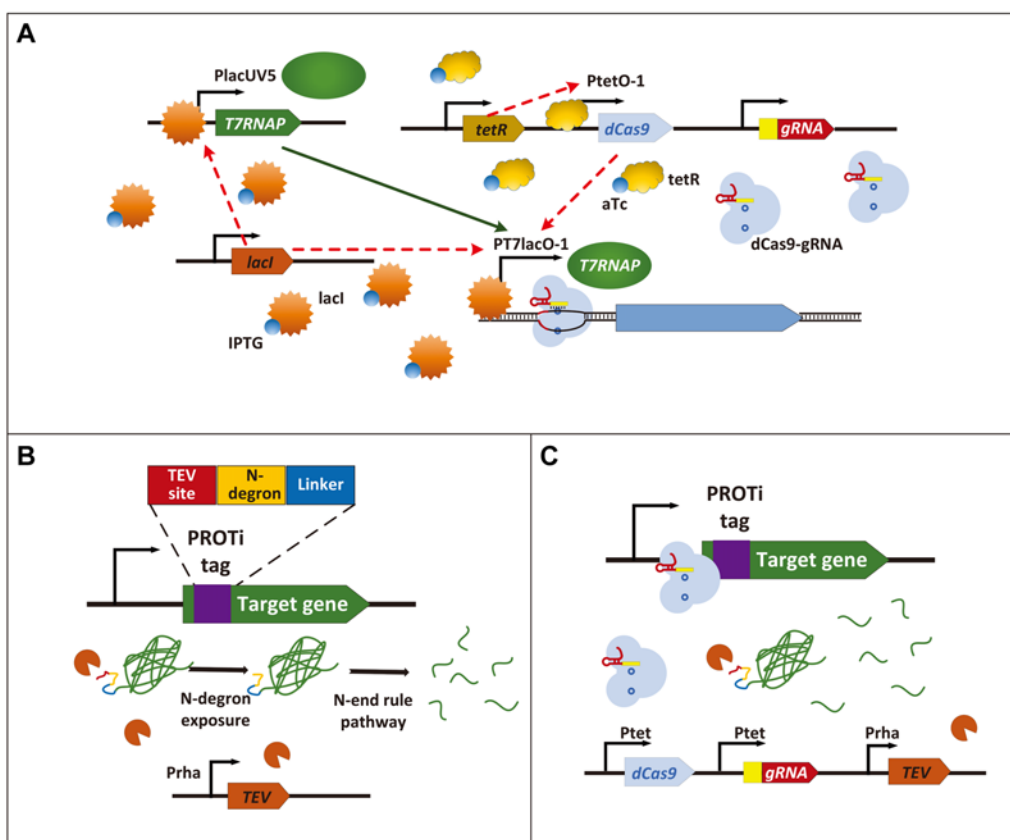 A
PlacUV5
T7RNAP
PtetO-1
tetR
dCas9
gRNA
tetR
aTc
dCas9-gRNA
PT7lacO-1
T7RNAP
lacI
lacI
IPTG
B
TEV
site
N-
degron
Linker
PROTi
tag
Target gene
N-degron
exposure
N-end rule
pathway
Prha
TEV
C
PROTi
tag
Target gene
Ptet
Ptet
Prha
dCas9
gRNA
TEV